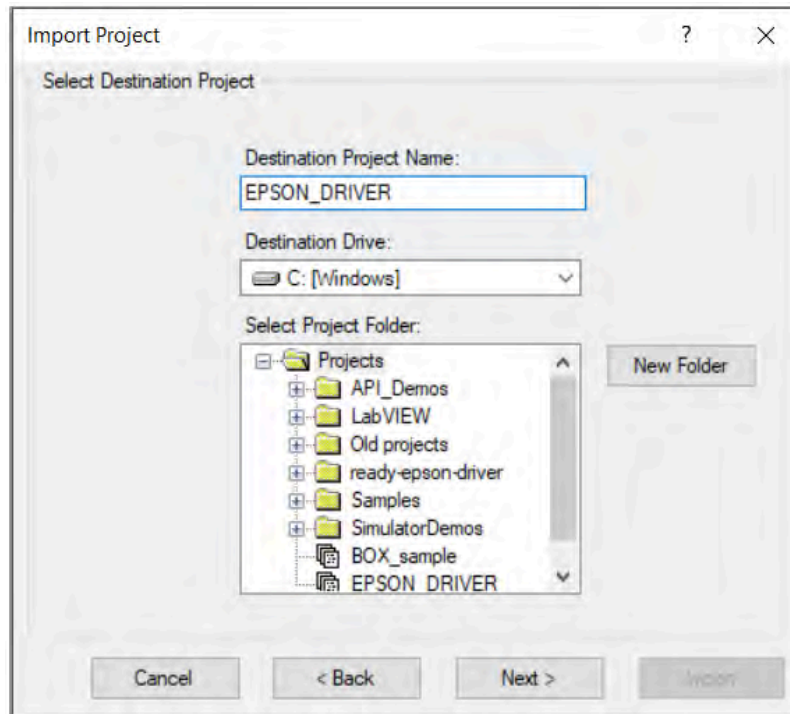 Import Project
?
Select Destination Project
Destination Project Name:
EPSON_DRIVER
Destination Drive:
C: [Windows]
Select Project Folder:
Projects
API_Demos
LabVIEW
Old projects
ready-epson-driver
Samples
SimulatorDemos
BOX_sample
EPSON_DRIVER
New Folder
Cancel
< Back
Next >
Import